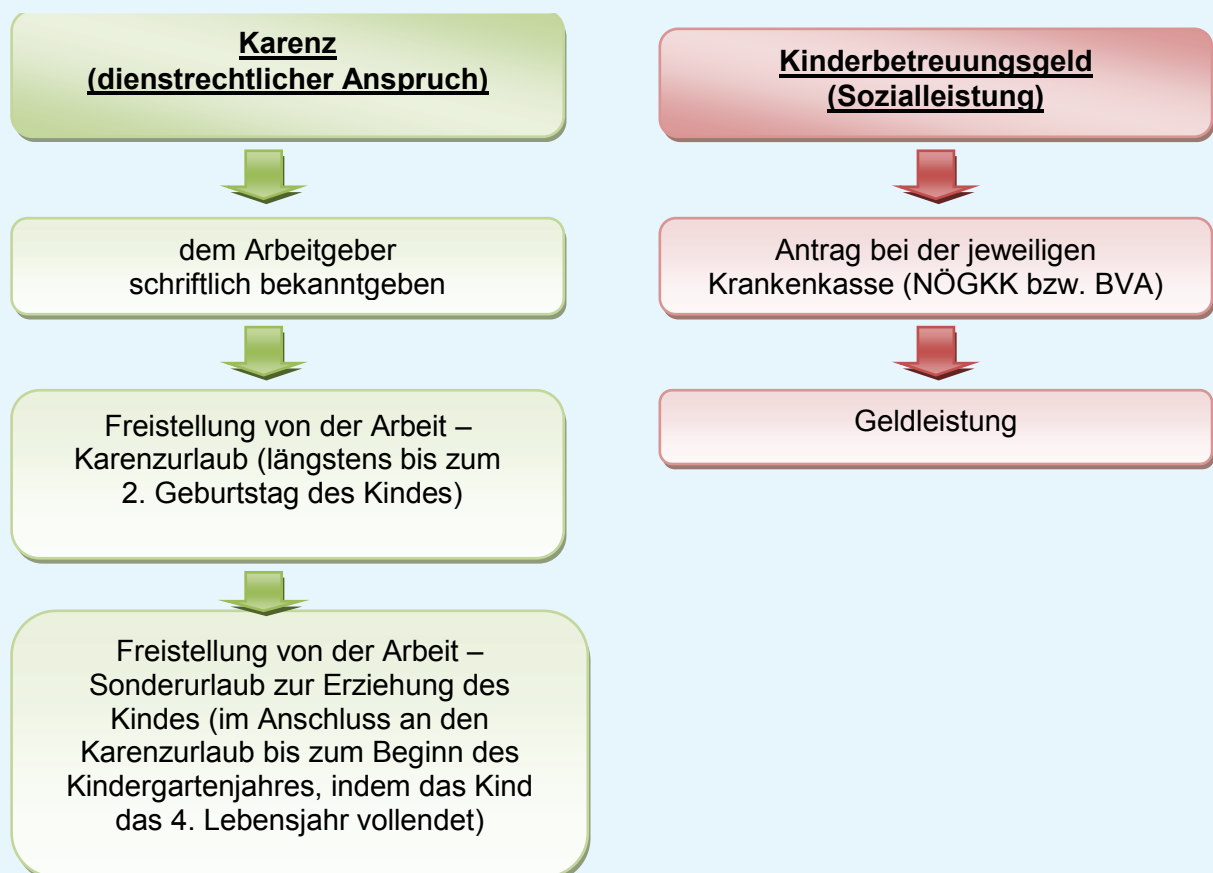 Karenz
(dienstrechtlicher Anspruch)
dem Arbeitgeber
schriftlich bekanntgeben
Freistellung von der Arbeit –
Karenzurlaub (längstens bis zum
2. Geburtstag des Kindes)
Freistellung von der Arbeit –
Sonderurlaub zur Erziehung des
Kindes (im Anschluss an den
Karenzurlaub bis zum Beginn des
Kindergartenjahres, indem das Kind
das 4. Lebensjahr vollendet)
Kinderbetreuungsgeld
(Sozialleistung)
Antrag bei der jeweiligen
Krankenkasse (NÖGKK bzw. BVA)
Geldleistung